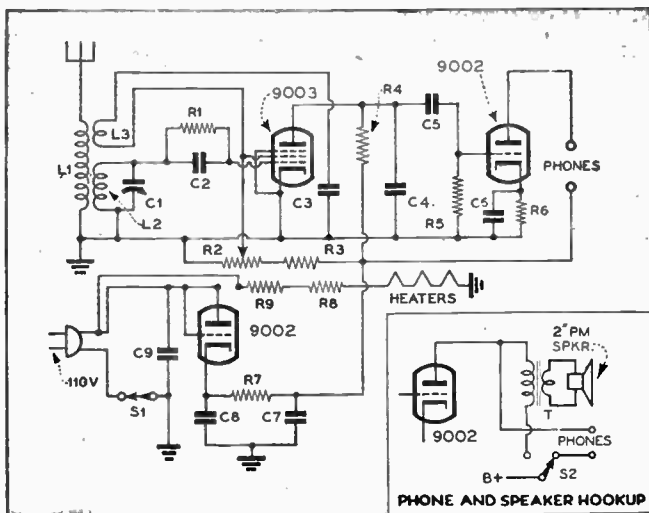 9003
R4
9002
R1
C5
L3
L1
C2
C3
C4.
R5
C6
R6
PHONES
C1
L2
R2
R3
R9
R8
HEATERS
9002
C9
110V
S1
R7
C8
C7
2" PM
SPKR.
T
9002
PHONES
B+
S2
PHONE AND SPEAKER HOOKUP